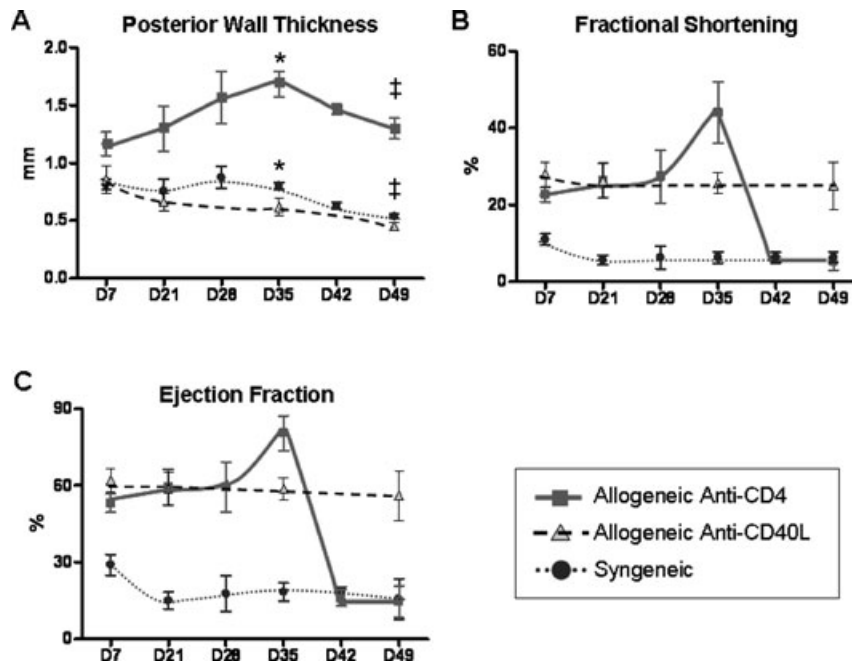 A
Posterior Wall Thickness
2.0
1.5
1.0
0.5
0.0
mm
* ‡
* ‡
*
D7 D21 D28 D35 D42 D49
B
Fractional Shortening
60
40
20
0
%
D7 D21 D28 D35 D42 D49
C
Ejection Fraction
90
60
30
0
%
D7 D21 D28 D35 D42 D49
Allogeneic Anti-CD4
Allogeneic Anti-CD40L
Syngeneic